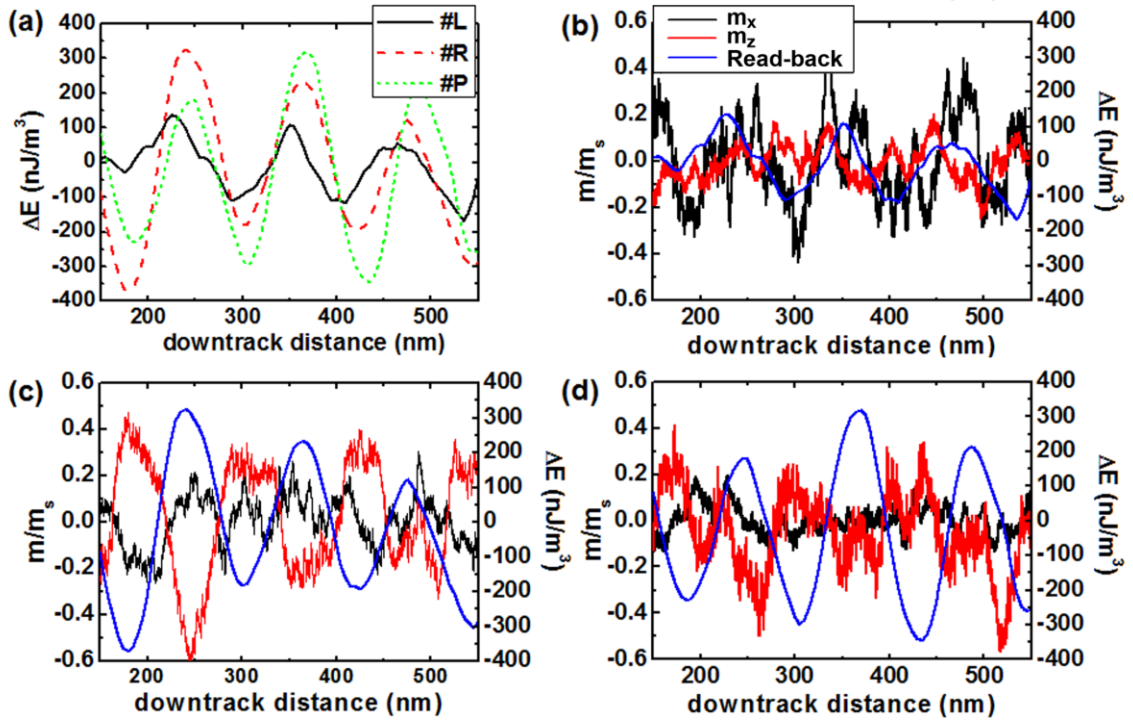 (a)
#L
#R
#P
400
300
200
100
0
-100
-200
-300
-400
ΔE (nJ/m³)
200 300 400 500
downtrack distance (nm)
(b)
mₓ
m_z
Read-back
0.6
0.4
0.2
0.0
-0.2
-0.4
-0.6
m/mₛ
400
300
200
100
0
-100
-200
-300
-400
ΔE (nJ/m³)
200 300 400 500
downtrack distance (nm)
(c)
0.6
0.4
0.2
0.0
-0.2
-0.4
-0.6
m/mₛ
400
300
200
100
0
-100
-200
-300
-400
ΔE (nJ/m³)
200 300 400 500
downtrack distance (nm)
(d)
0.6
0.4
0.2
0.0
-0.2
-0.4
-0.6
m/mₛ
400
300
200
100
0
-100
-200
-300
-400
ΔE (nJ/m³)
200 300 400 500
downtrack distance (nm)